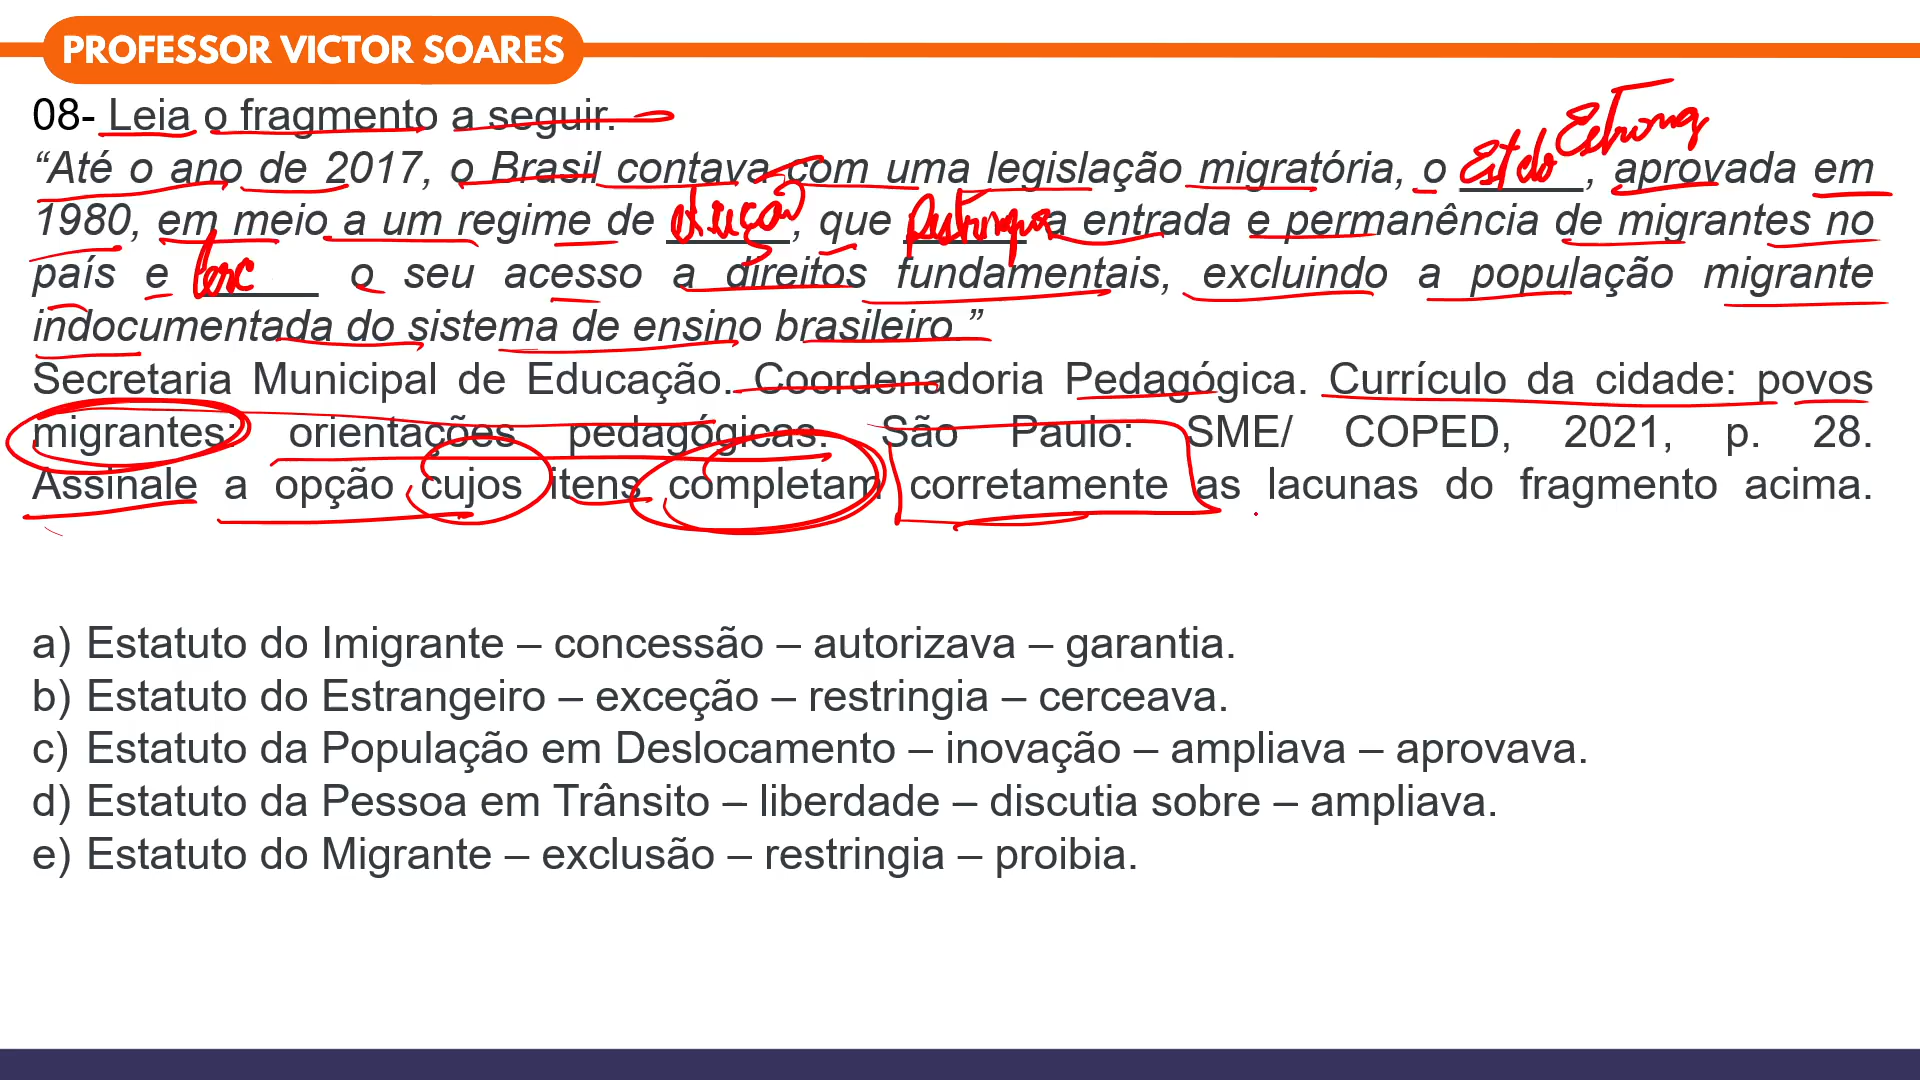 PROFESSOR VICTOR SOARES
08- Leia o fragmento a seguir.
“Até o ano de 2017, o Brasil contava com uma legislação migratória, o Est do Estrang, aprovada em
1980, em meio a um regime de exceção, que restringia a entrada e permanência de migrantes no
país e cerc o seu acesso a direitos fundamentais, excluindo a população migrante
indocumentada do sistema de ensino brasileiro.”
Secretaria Municipal de Educação. Coordenadoria Pedagógica. Currículo da cidade: povos
migrantes: orientações pedagógicas. São Paulo: SME/ COPED, 2021, p. 28.
Assinale a opção cujos itens completam corretamente as lacunas do fragmento acima.
a) Estatuto do Imigrante – concessão – autorizava – garantia.
b) Estatuto do Estrangeiro – exceção – restringia – cerceava.
c) Estatuto da População em Deslocamento – inovação – ampliava – aprovava.
d) Estatuto da Pessoa em Trânsito – liberdade – discutia sobre – ampliava.
e) Estatuto do Migrante – exclusão – restringia – proibia.